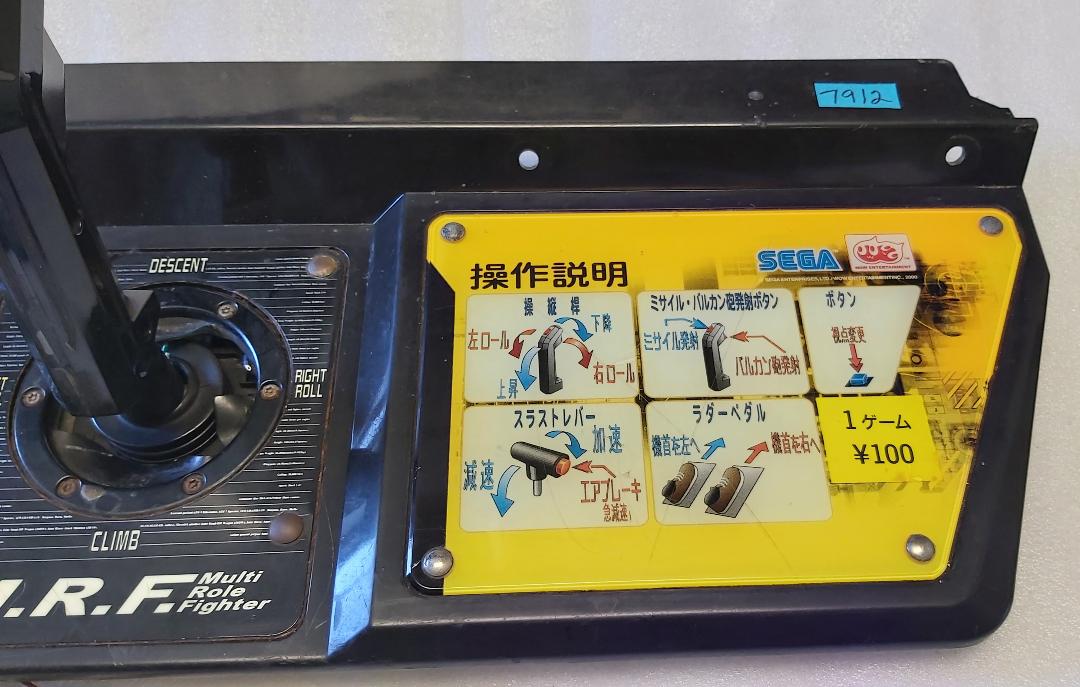 7912
DESCENT
RIGHT
ROLL
CLIMB
.R.F.
Multi
Role
Fighter
操作説明
SEGA
WOW ENTERTAINMENT
操縦桿
下降
左ロール
右ロール
上昇
ミサイル・バルカン砲発射ボタン
ミサイル発射
バルカン砲発射
ボタン
視点変更
スラストレバー
加速
減速
エアブレーキ
急減速
ラダーペダル
機首を左へ
機首を右へ
1ゲーム
¥100